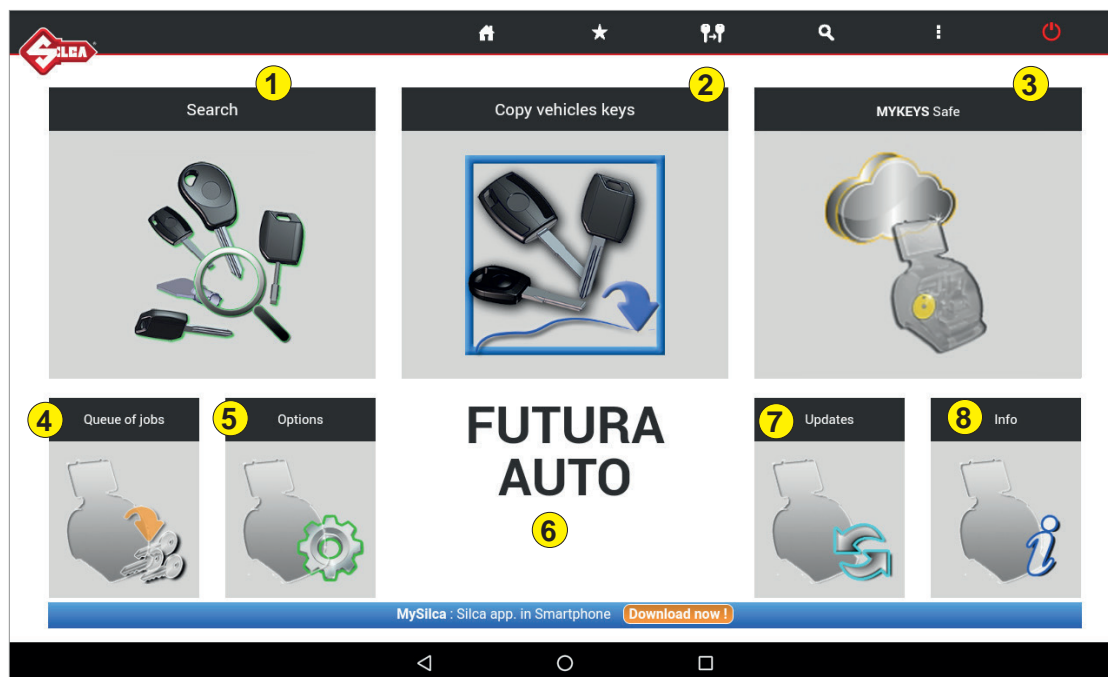 SILCA
1
2
3
Search
Copy vehicles keys
MYKEYS Safe
4
5
7
8
Queue of jobs
Options
Updates
Info
FUTURA
AUTO
6
MySilca : Silca app. in Smartphone Download now !